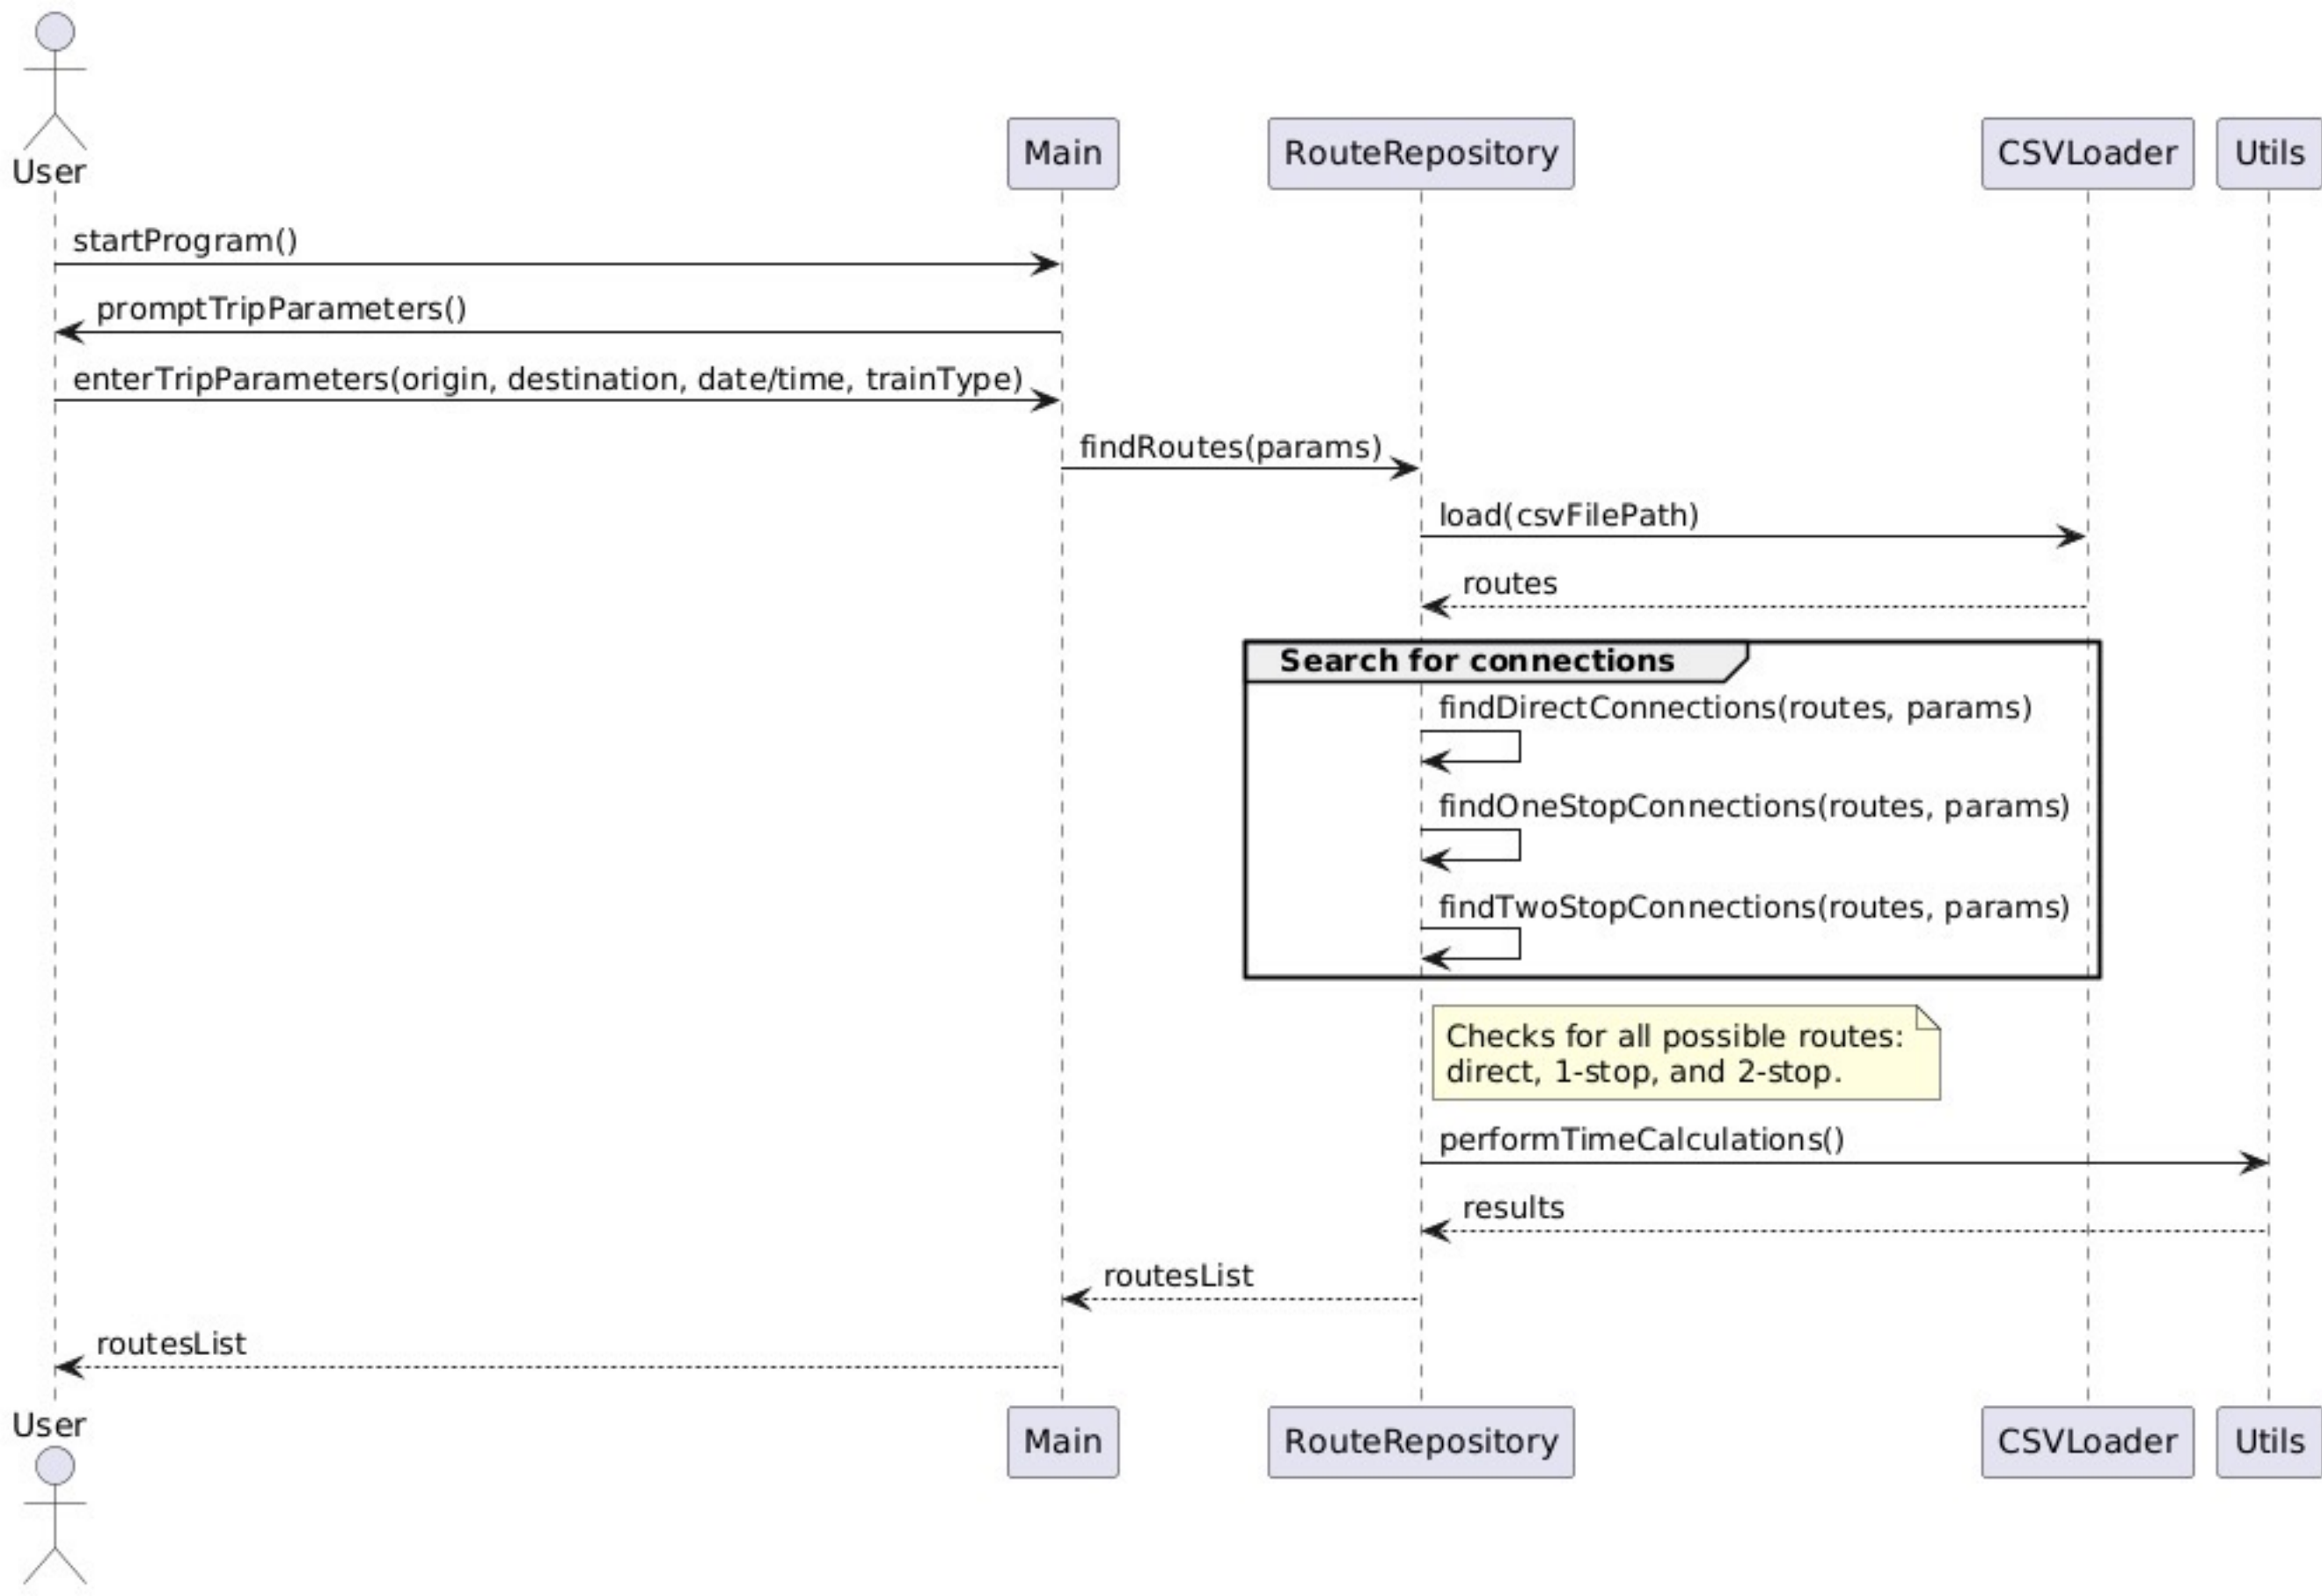 User
Main
RouteRepository
CSVLoader
Utils
startProgram()
promptTripParameters()
enterTripParameters(origin, destination, date/time, trainType)
findRoutes(params)
load(csvFilePath)
routes
Search for connections
findDirectConnections(routes, params)
findOneStopConnections(routes, params)
findTwoStopConnections(routes, params)
Checks for all possible routes:
direct, 1-stop, and 2-stop.
performTimeCalculations()
results
routesList
routesList
User
Main
RouteRepository
CSVLoader
Utils